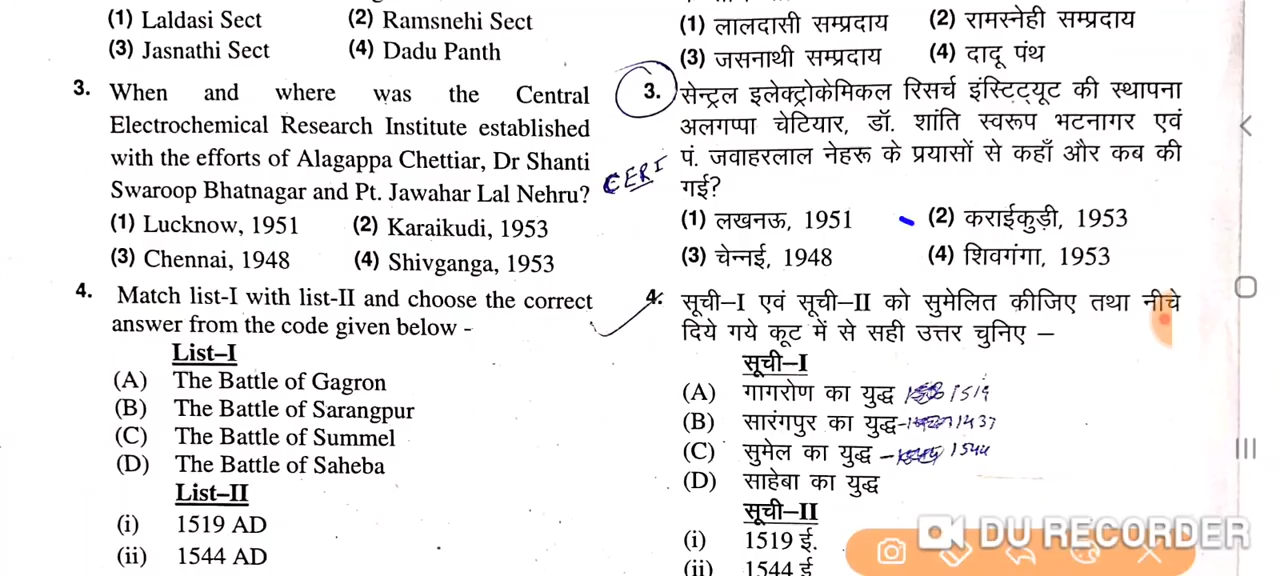 (1) Laldasi Sect (2) Ramsnehi Sect
(3) Jasnathi Sect (4) Dadu Panth
3. When and where was the Central
Electrochemical Research Institute established
with the efforts of Alagappa Chettiar, Dr Shanti
Swaroop Bhatnagar and Pt. Jawahar Lal Nehru?
(1) Lucknow, 1951 (2) Karaikudi, 1953
(3) Chennai, 1948 (4) Shivganga, 1953
4. Match list-I with list-II and choose the correct
answer from the code given below -
List–I
(A) The Battle of Gagron
(B) The Battle of Sarangpur
(C) The Battle of Summel
(D) The Battle of Saheba
List–II
(i) 1519 AD
(ii) 1544 AD
CERI
(1) लालदासी सम्प्रदाय (2) रामस्नेही सम्प्रदाय
(3) जसनाथी सम्प्रदाय (4) दादू पंथ
3. सेन्ट्रल इलेक्ट्रोकेमिकल रिसर्च इंस्टिट्यूट की स्थापना
अलगप्पा चेटियार, डॉ. शांति स्वरूप भटनागर एवं
पं. जवाहरलाल नेहरू के प्रयासों से कहाँ और कब की
गई?
(1) लखनऊ, 1951 (2) कराईकुड़ी, 1953
(3) चेन्नई, 1948 (4) शिवगंगा, 1953
4. सूची–I एवं सूची–II को सुमेलित कीजिए तथा नीचे
दिये गये कूट में से सही उत्तर चुनिए –
सूची–I
(A) गागरोण का युद्ध 1519
(B) सारंगपुर का युद्ध- 1437
(C) सुमेल का युद्ध – 1544
(D) साहेबा का युद्ध
सूची–II
(i) 1519 ई.
(ii) 1544 ई
DU RECORDER